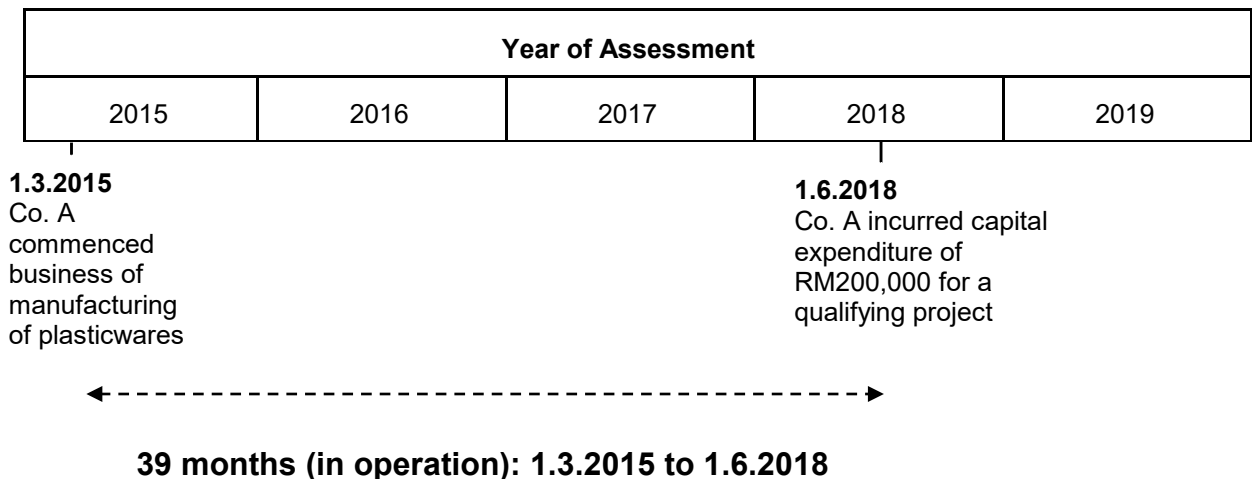 Year of Assessment
2015 2016 2017 2018 2019
1.3.2015
Co. A
commenced
business of
manufacturing
of plasticwares
1.6.2018
Co. A incurred capital
expenditure of
RM200,000 for a
qualifying project
39 months (in operation): 1.3.2015 to 1.6.2018